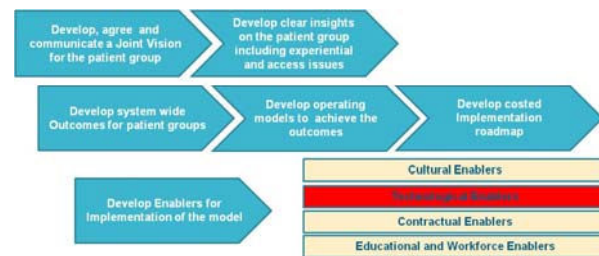 Develop, agree and
communicate a Joint Vision
for the patient group
Develop clear insights
on the patient group
including experiential
and access issues
Develop system wide
Outcomes for patient groups
Develop operating
models to achieve the
outcomes
Develop costed
Implementation
roadmap
Develop Enablers for
Implementation of the model
Cultural Enablers
Technological Enablers
Contractual Enablers
Educational and Workforce Enablers